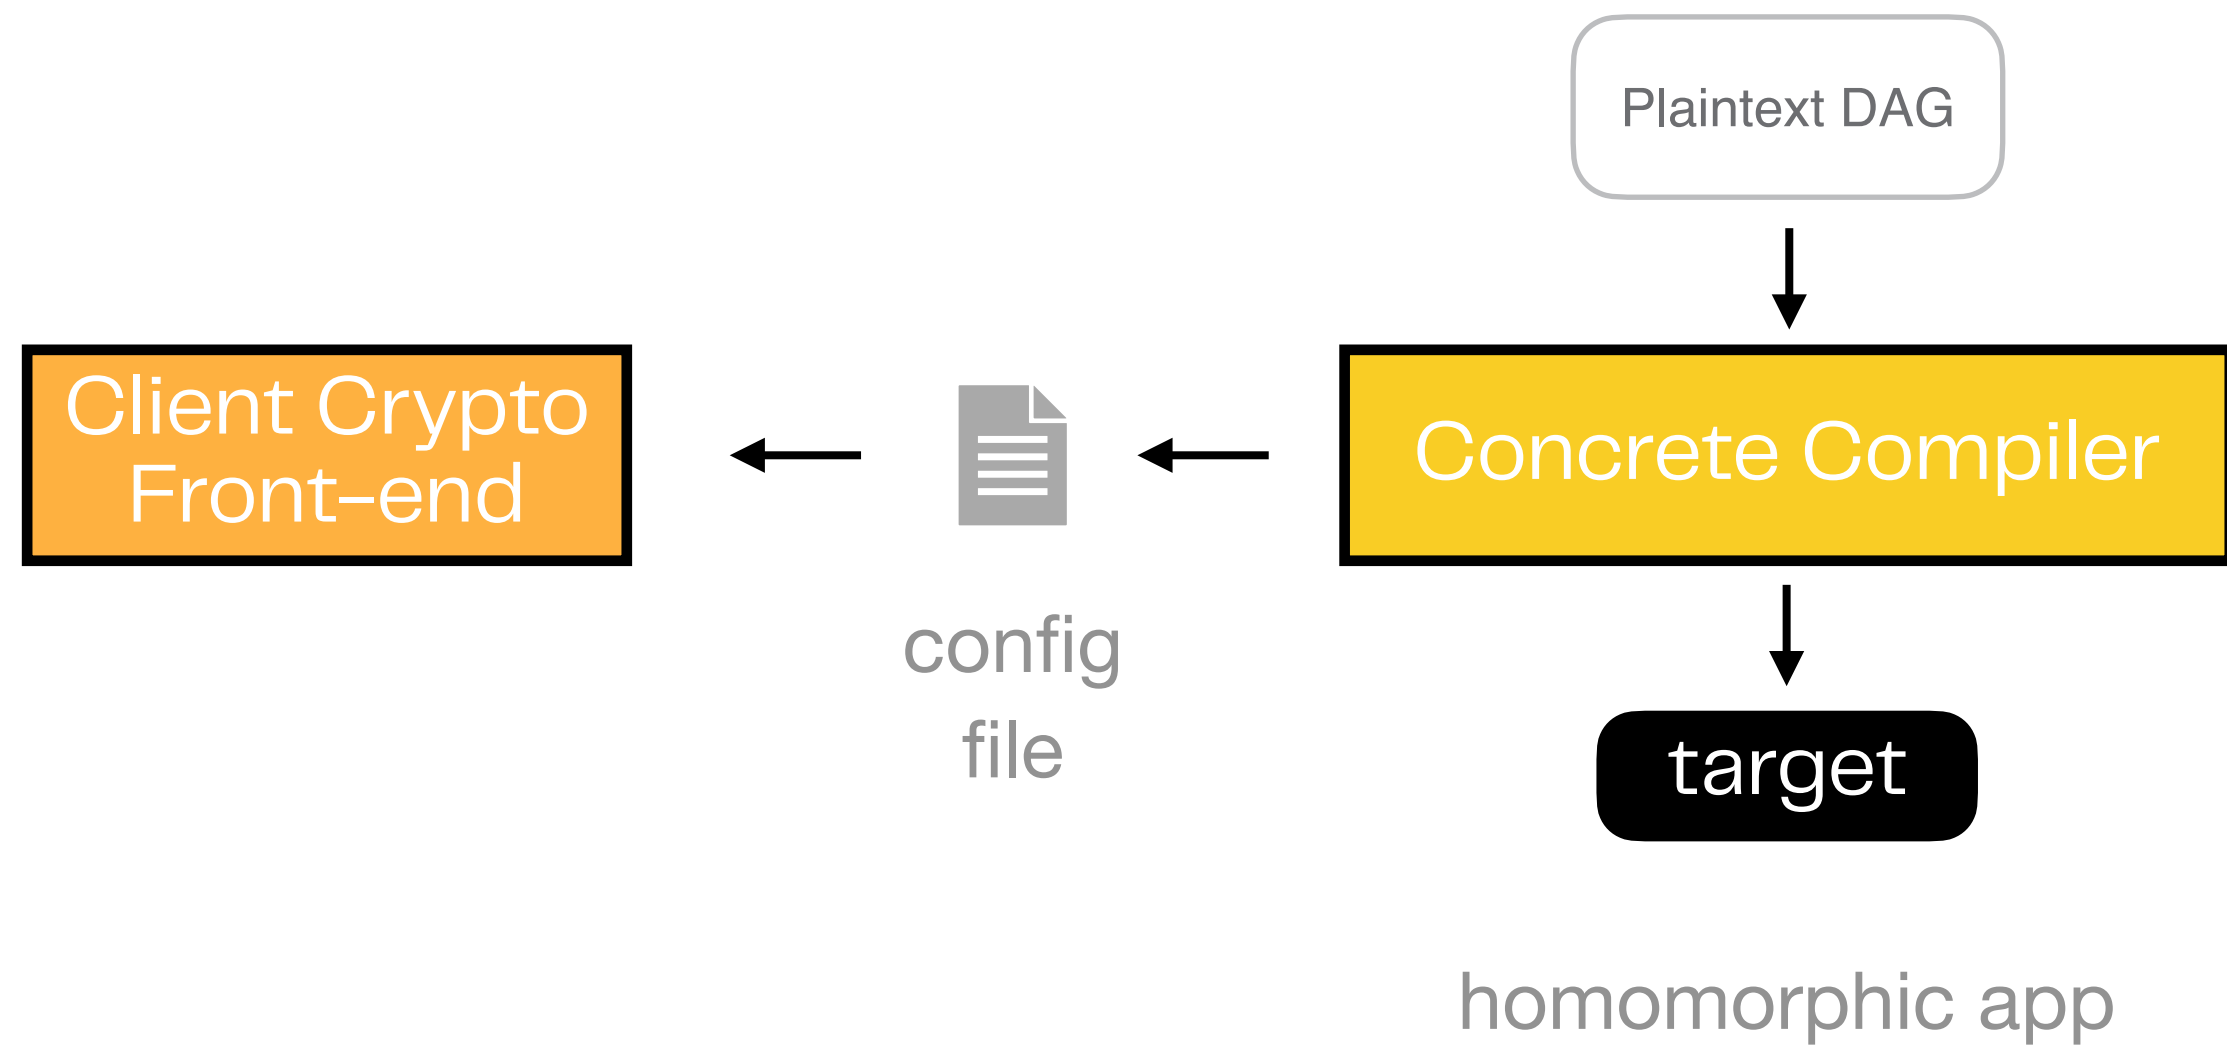 Plaintext DAG
Client Crypto
Front-end
Concrete Compiler
config
file
target
homomorphic app